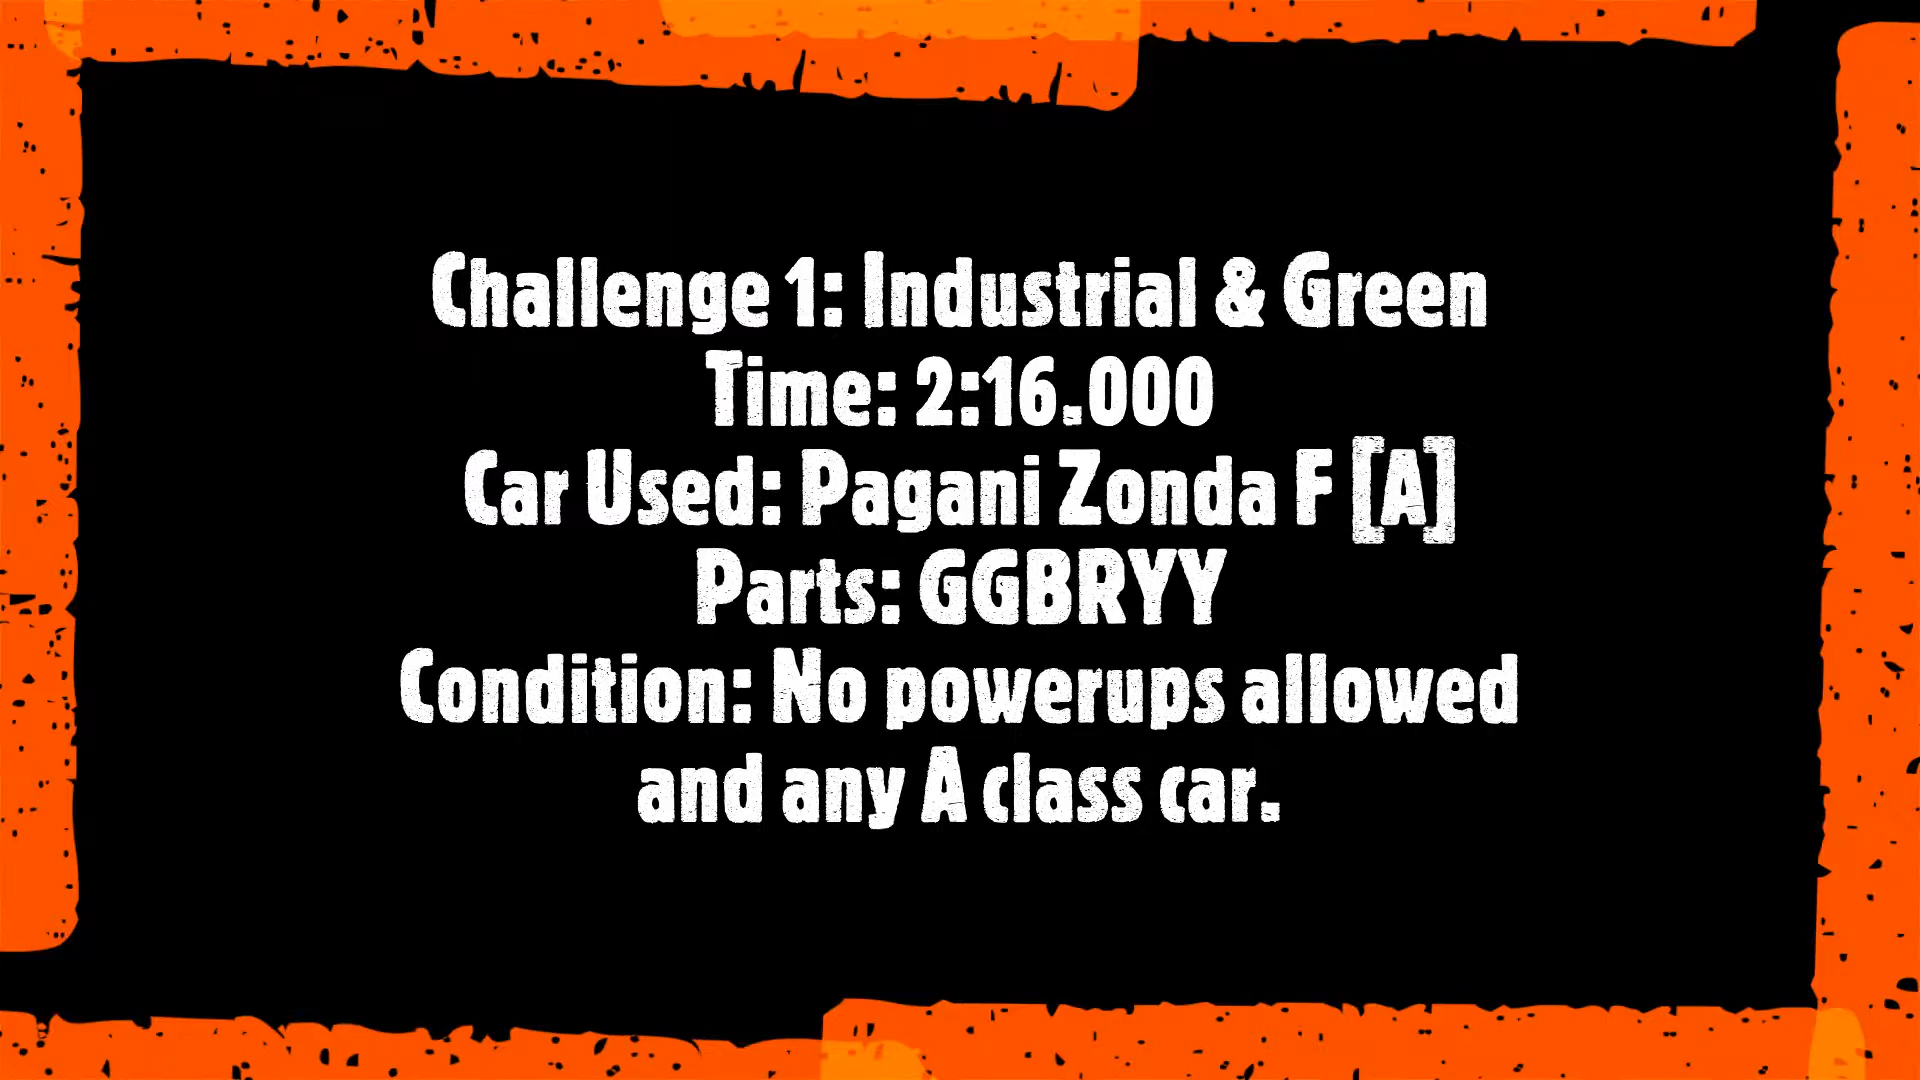 Challenge 1: Industrial & Green
Time: 2:16.000
Car Used: Pagani Zonda F [A]
Parts: GGBRYY
Condition: No powerups allowed
and any A class car.